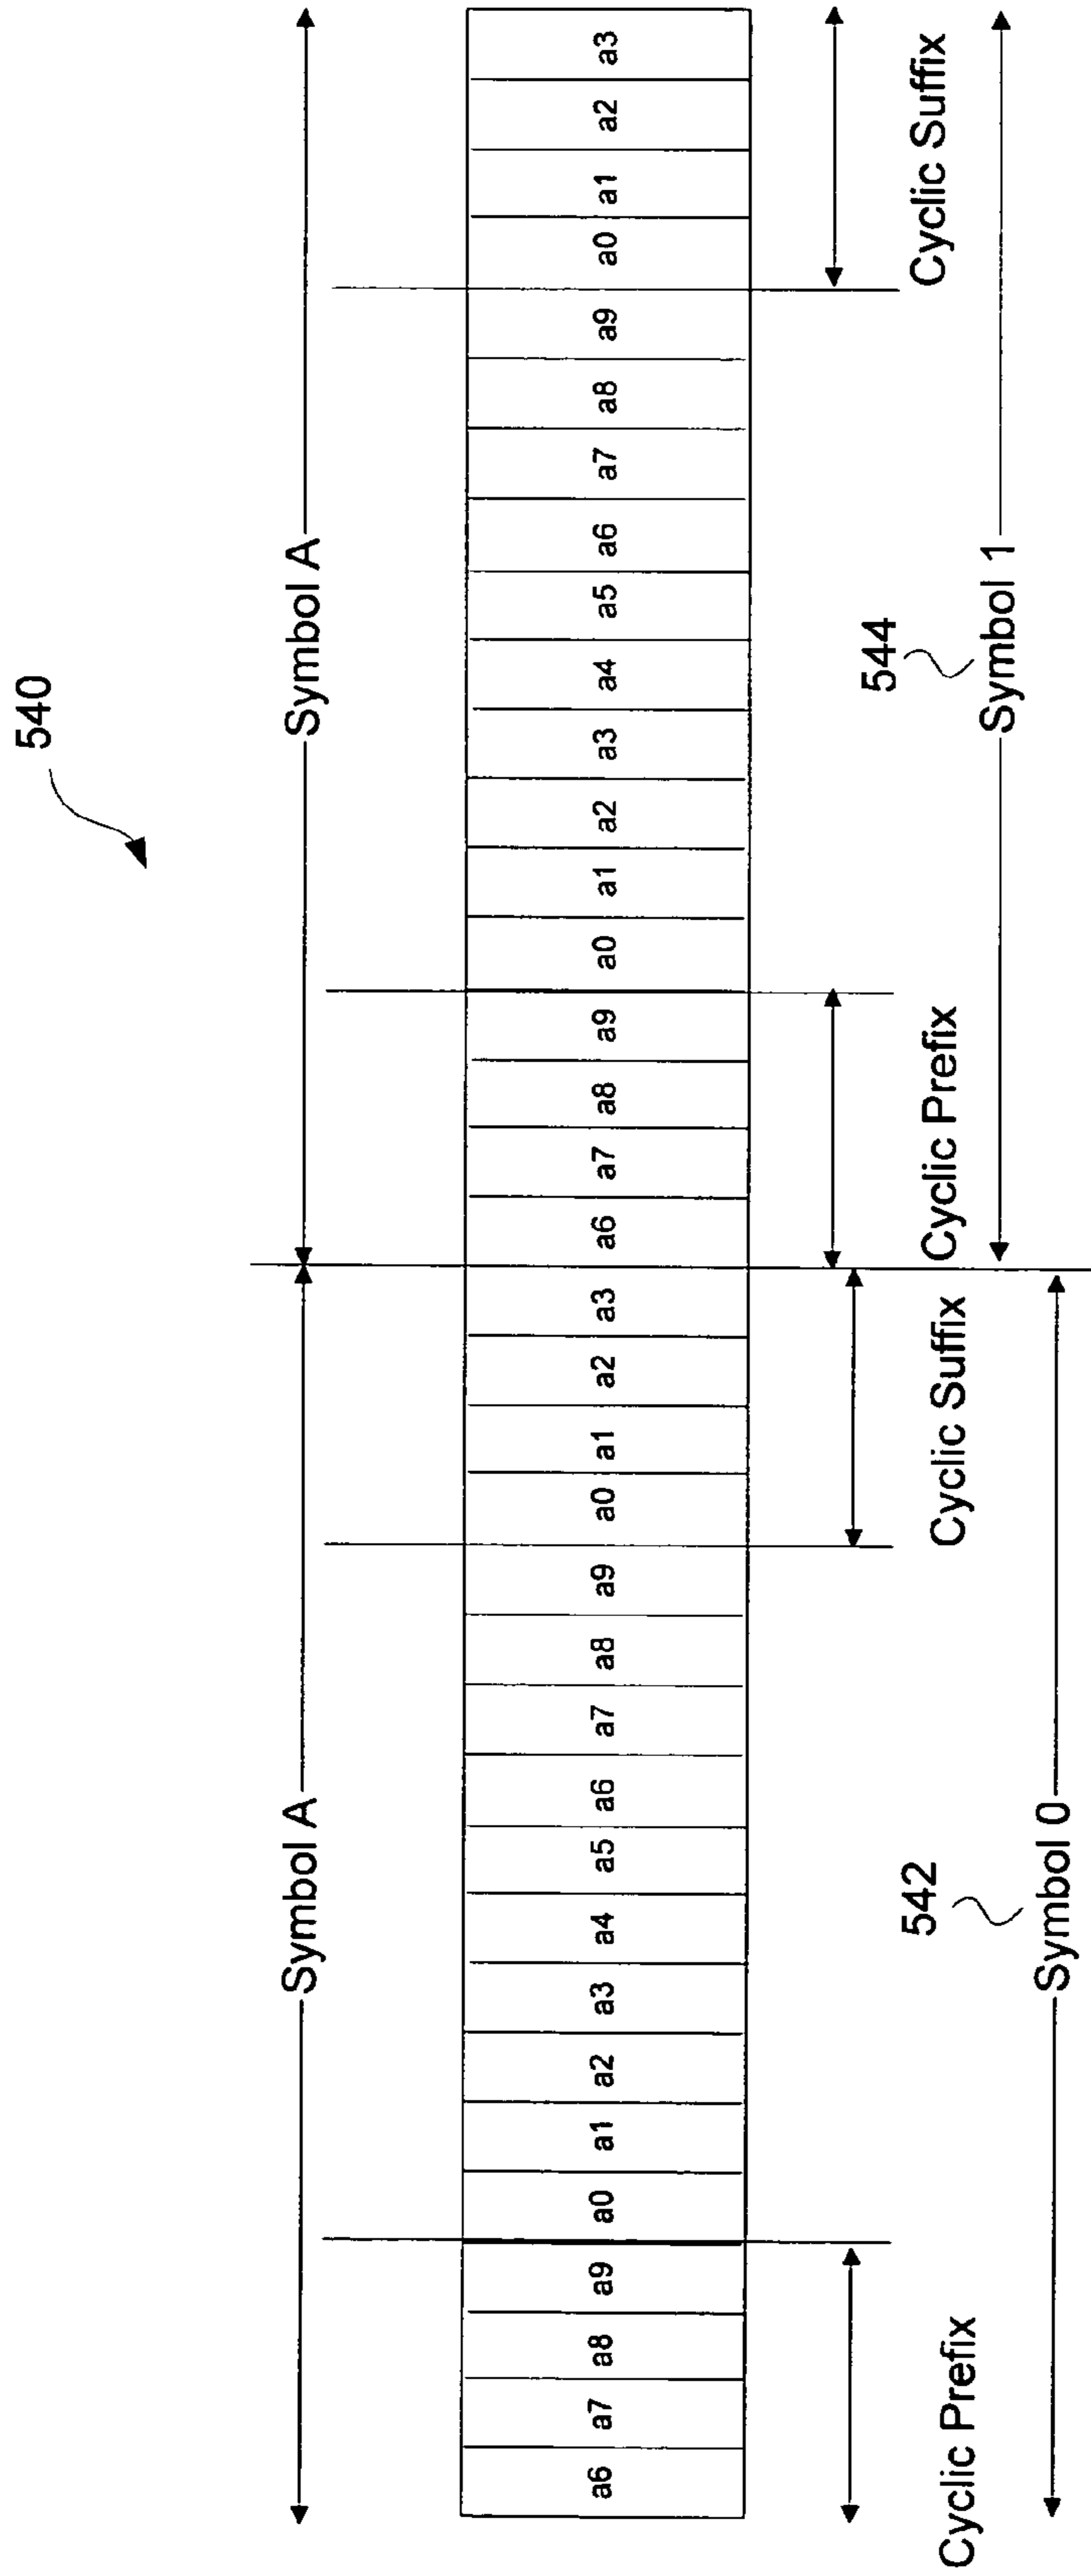 540
Symbol A Symbol A
a6 a7 a8 a9 a0 a1 a2 a3 a4 a5 a6 a7 a8 a9 a0 a1 a2 a3 a6 a7 a8 a9 a0 a1 a2 a3 a4 a5 a6 a7 a8 a9 a0 a1 a2 a3
Cyclic Prefix Cyclic Suffix Cyclic Prefix Cyclic Suffix
542 544
Symbol 0 Symbol 1